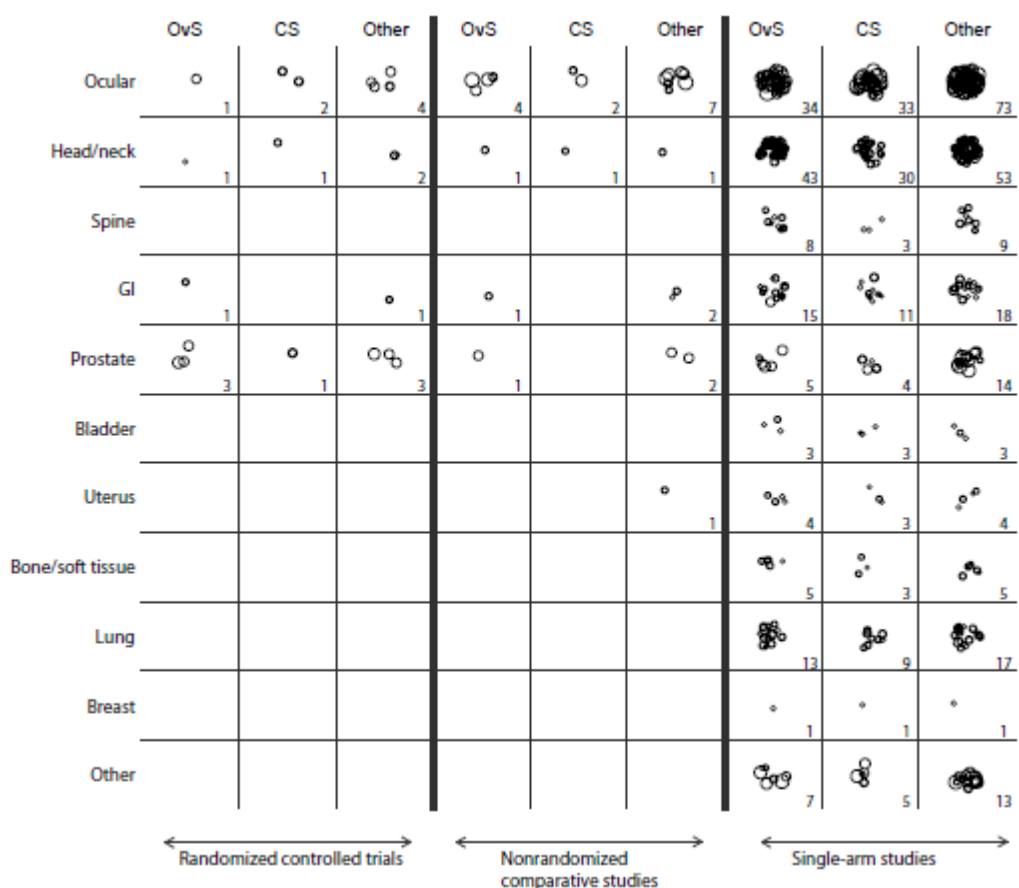 OvS CS Other OvS CS Other OvS CS Other
Ocular 1 2 4 4 2 7 34 33 73
Head/neck 1 1 2 1 1 1 43 30 53
Spine 8 3 9
GI 1 1 1 2 15 11 18
Prostate 3 1 3 1 2 5 4 14
Bladder 3 3 3
Uterus 1 4 3 4
Bone/soft tissue 5 3 5
Lung 13 9 17
Breast 1 1 1
Other 7 5 13
Randomized controlled trials Nonrandomized Single-arm studies
comparative studies